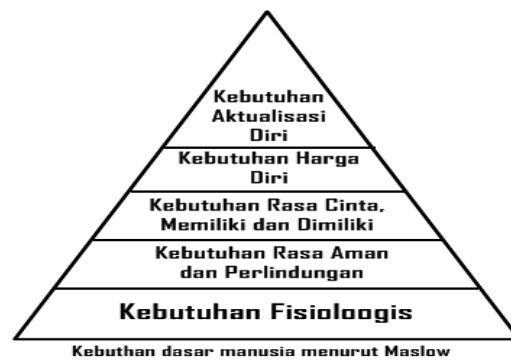 Kebutuhan
Aktualisasi
Diri
Kebutuhan Harga
Diri
Kebutuhan Rasa Cinta,
Memiliki dan Dimiliki
Kebutuhan Rasa Aman
dan Perlindungan
Kebutuhan Fisioloogis
Kebuthan dasar manusia menurut Maslow